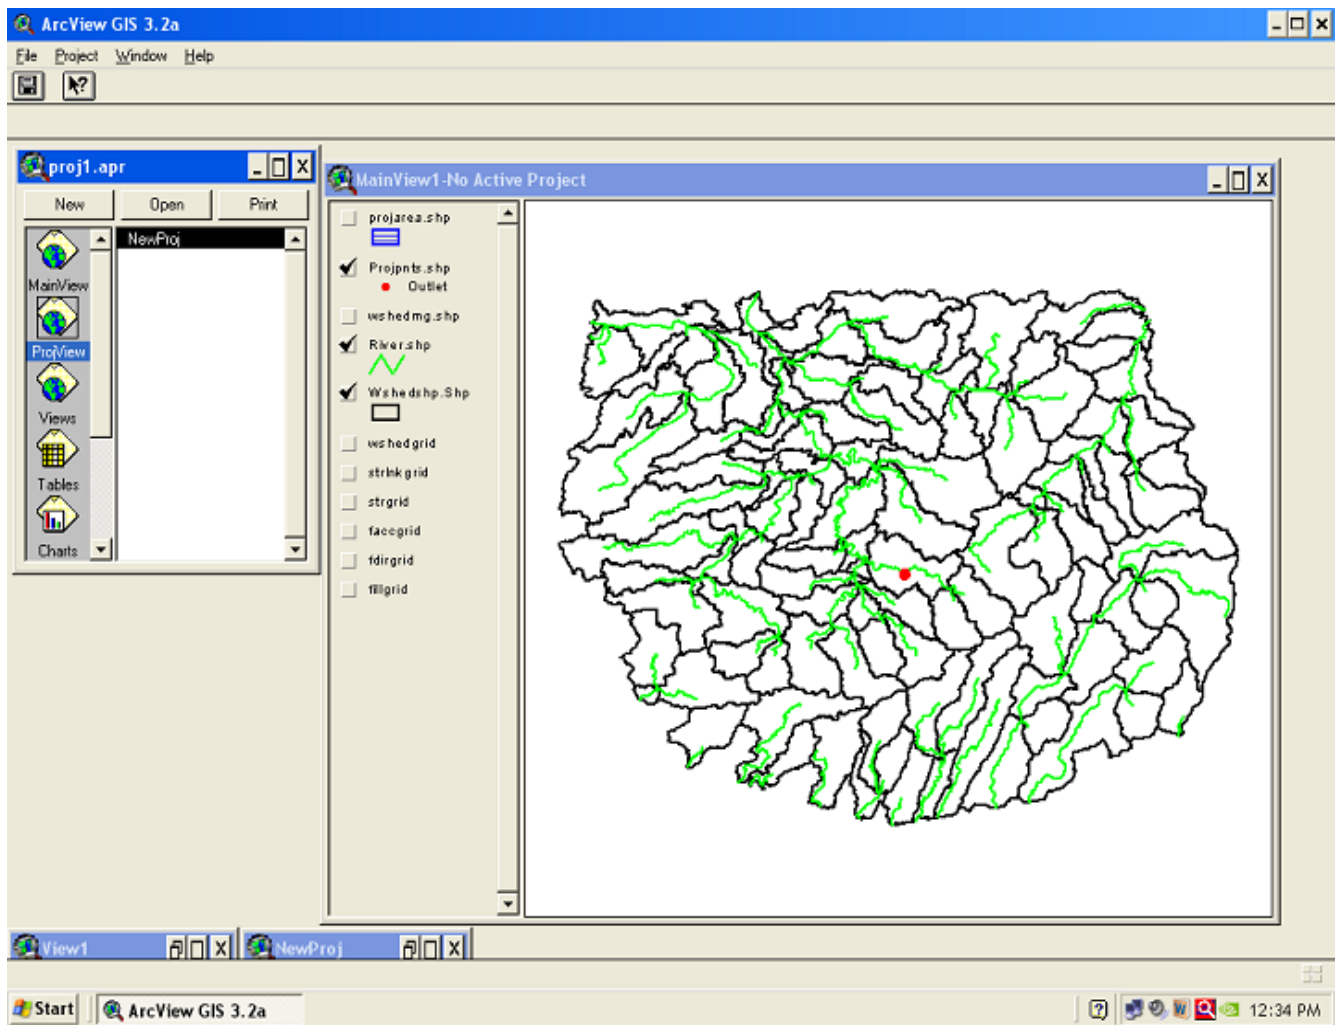 ArcView GIS 3.2a
File Project Window Help
proj1.apr
New Open Print
MainView
ProjView
Views
Tables
Charts
NewProj
MainView1-No Active Project
projarea.shp
Projpnts.shp
Outlet
wshedmg.shp
River.shp
Wshedshp.Shp
wshedgrid
strlnkgrid
strgrid
faccgrid
fdirgrid
fillgrid
View1
NewProj
Start
ArcView GIS 3.2a
12:34 PM